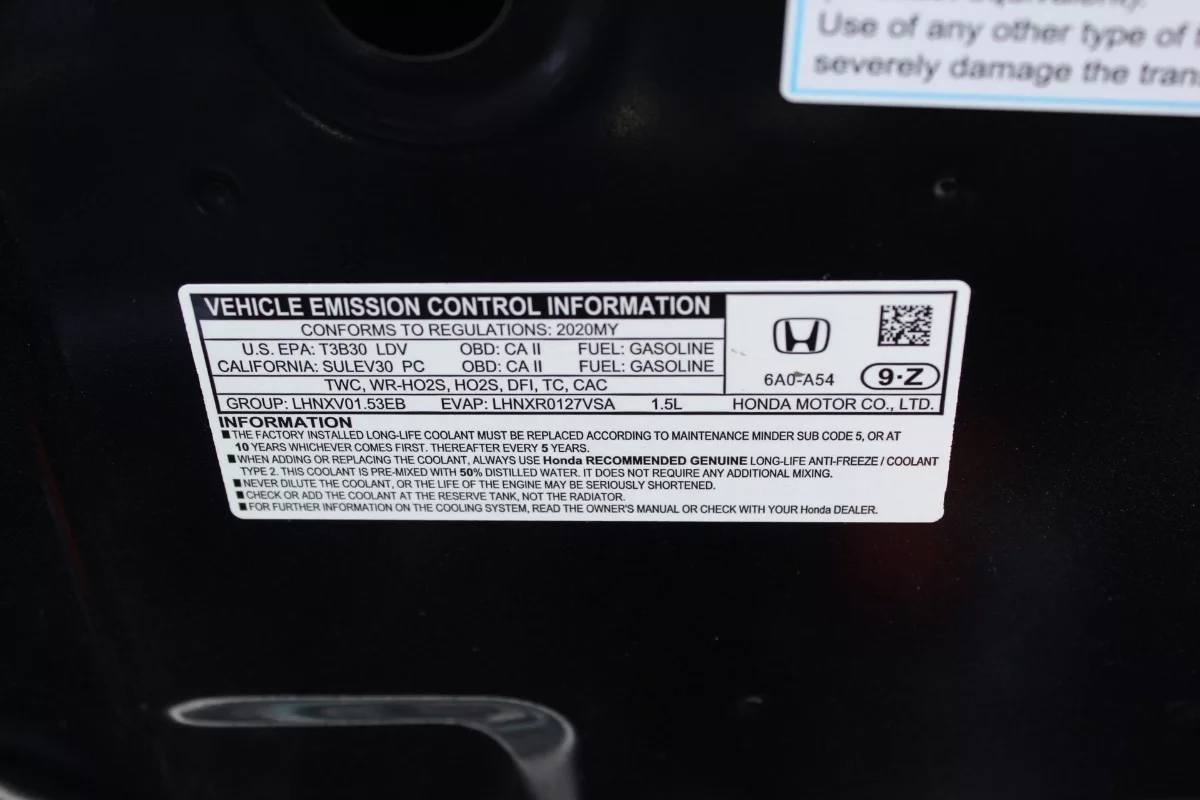 Use of any other type of
severely damage the
VEHICLE EMISSION CONTROL INFORMATION
CONFORMS TO REGULATIONS: 2020MY
U.S. EPA: T3B30 LDV OBD: CA II FUEL: GASOLINE
CALIFORNIA: SULEV30 PC OBD: CA II FUEL: GASOLINE
TWC, WR-HO2S, HO2S, DFI, TC, CAC
6A0-A54 9·Z
GROUP: LHNXV01.53EB EVAP: LHNXR0127VSA 1.5L HONDA MOTOR CO., LTD.
INFORMATION
■THE FACTORY INSTALLED LONG-LIFE COOLANT MUST BE REPLACED ACCORDING TO MAINTENANCE MINDER SUB CODE 5, OR AT
10 YEARS WHICHEVER COMES FIRST. THEREAFTER EVERY 5 YEARS.
■WHEN ADDING OR REPLACING THE COOLANT, ALWAYS USE Honda RECOMMENDED GENUINE LONG-LIFE ANTI-FREEZE / COOLANT
TYPE 2. THIS COOLANT IS PRE-MIXED WITH 50% DISTILLED WATER. IT DOES NOT REQUIRE ANY ADDITIONAL MIXING.
■NEVER DILUTE THE COOLANT, OR THE LIFE OF THE ENGINE MAY BE SERIOUSLY SHORTENED.
■CHECK OR ADD THE COOLANT AT THE RESERVE TANK, NOT THE RADIATOR.
■FOR FURTHER INFORMATION ON THE COOLING SYSTEM, READ THE OWNER'S MANUAL OR CHECK WITH YOUR Honda DEALER.